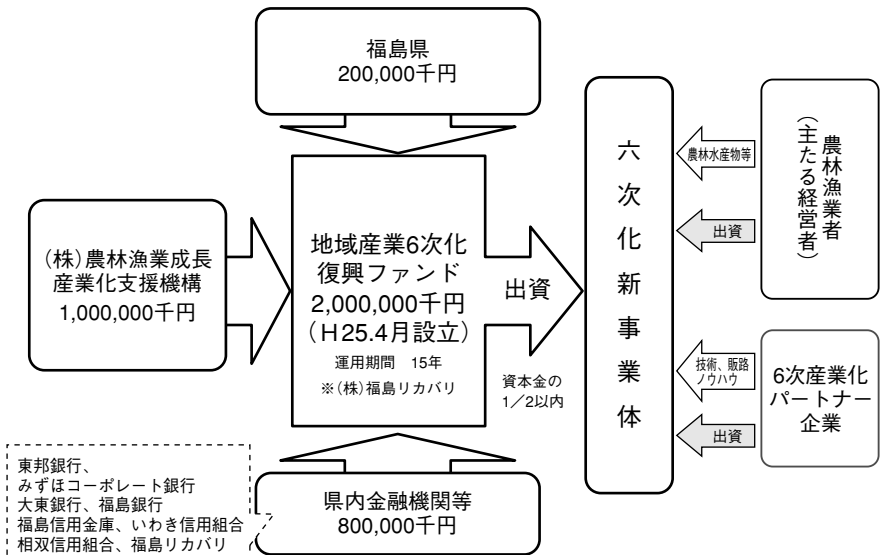 福島県
200,000千円
(株)農林漁業成長
産業化支援機構
1,000,000千円
地域産業6次化
復興ファンド
2,000,000千円
(H25.4月設立)
運用期間　15年
※(株)福島リカバリ
出資
資本金の
1／2以内
六次化新事業体
農林水産物等
出資
農林漁業者
(主たる経営者)
技術、販路
ノウハウ
出資
6次産業化
パートナー
企業
東邦銀行、
みずほコーポレート銀行
大東銀行、福島銀行
福島信用金庫、いわき信用組合
相双信用組合、福島リカバリ
県内金融機関等
800,000千円